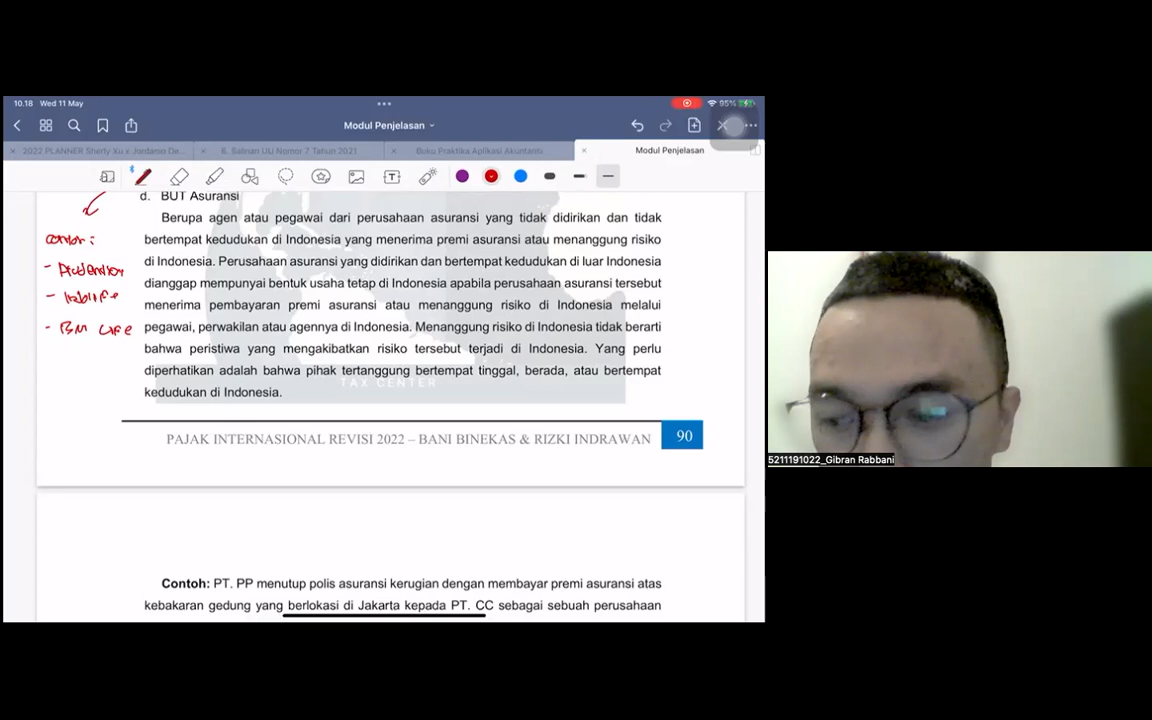 10.18 Wed 11 May
95%
Modul Penjelasan
2022 PLANNER Sherly Xu x Jordanio De...
6. Salinan UU Nomor 7 Tahun 2021
Buku Praktika Aplikasi Akuntansi
Modul Penjelasan
d. BUT Asuransi
Berupa agen atau pegawai dari perusahaan asuransi yang tidak didirikan dan tidak
bertempat kedudukan di Indonesia yang menerima premi asuransi atau menanggung risiko
di Indonesia. Perusahaan asuransi yang didirikan dan bertempat kedudukan di luar Indonesia
dianggap mempunyai bentuk usaha tetap di Indonesia apabila perusahaan asuransi tersebut
menerima pembayaran premi asuransi atau menanggung risiko di Indonesia melalui
pegawai, perwakilan atau agennya di Indonesia. Menanggung risiko di Indonesia tidak berarti
bahwa peristiwa yang mengakibatkan risiko tersebut terjadi di Indonesia. Yang perlu
diperhatikan adalah bahwa pihak tertanggung bertempat tinggal, berada, atau bertempat
kedudukan di Indonesia.
- BNI Life
TAX CENTER
PAJAK INTERNASIONAL REVISI 2022 – BANI BINEKAS & RIZKI INDRAWAN
90
Contoh: PT. PP menutup polis asuransi kerugian dengan membayar premi asuransi atas
kebakaran gedung yang berlokasi di Jakarta kepada PT. CC sebagai sebuah perusahaan
5211191022_Gibran Rabbani